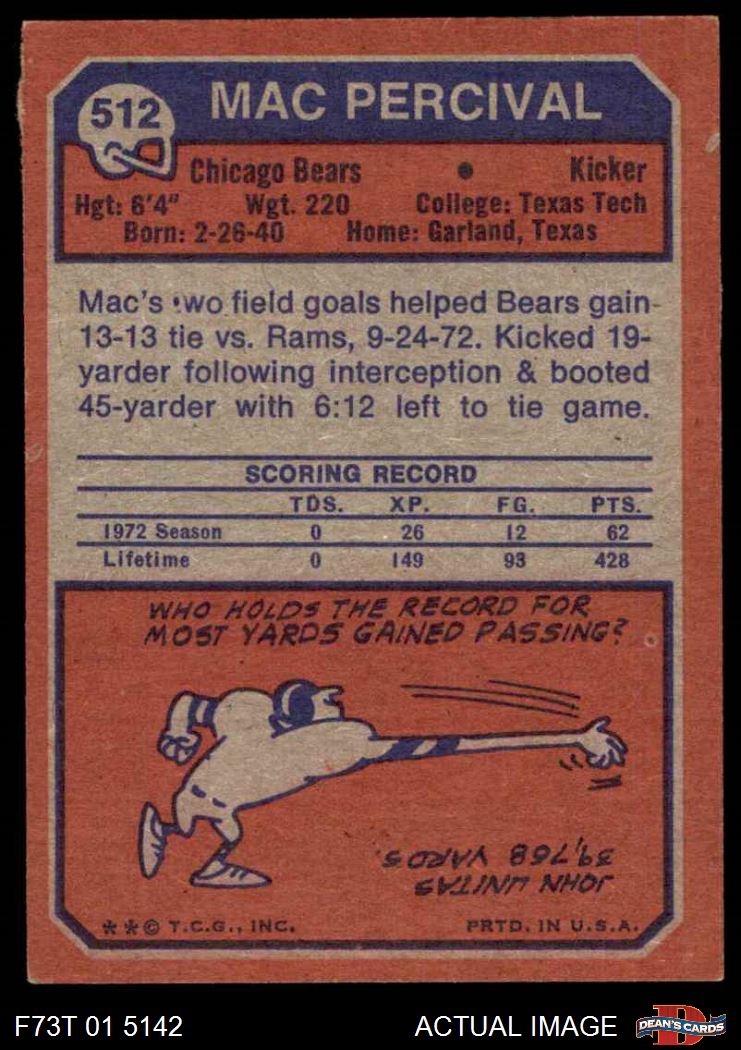 512
MAC PERCIVAL
Chicago Bears • Kicker
Hgt: 6'4" Wgt. 220 College: Texas Tech
Born: 2-26-40 Home: Garland, Texas
Mac's wo field goals helped Bears gain
13-13 tie vs. Rams, 9-24-72. Kicked 19-
yarder following interception & booted
45-yarder with 6:12 left to tie game.
SCORING RECORD
TDS. XP. FG. PTS.
1972 Season 0 26 12 62
Lifetime 0 149 93 428
WHO HOLDS THE RECORD FOR
MOST YARDS GAINED PASSING?
JOHN UNITAS
39,768 YARDS
**© T.C.G., INC. PRTD. IN U.S.A.
F73T 01 5142 ACTUAL IMAGE D DEAN'S CARDS